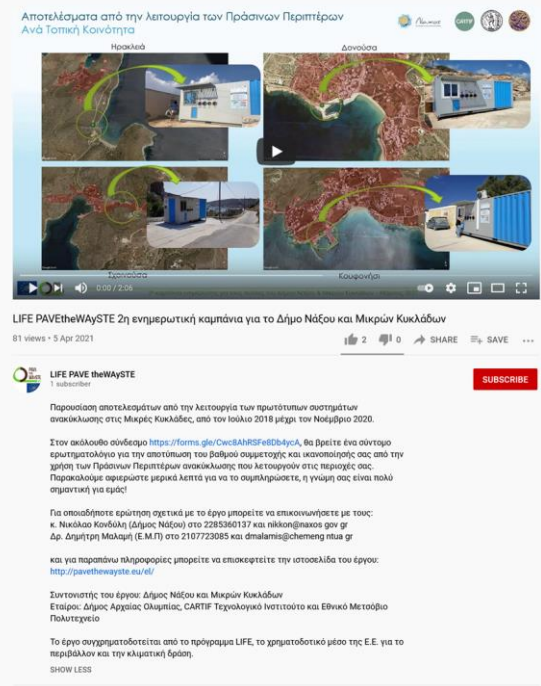 Αποτελέσματα από την λειτουργία των Πράσινων Περιπτέρων
Ανά Τοπική Κοινότητα
Νάξος
CARTIF
Ηρακλειά
Δονούσα
Σχοινούσα
Κουφονήσι
0:00 / 2:06
LIFE PAVEtheWAySTE 2η ενημερωτική καμπάνια για το Δήμο Νάξου και Μικρών Κυκλάδων
81 views • 5 Apr 2021
2
0
SHARE
SAVE
LIFE PAVE theWAySTE
1 subscriber
SUBSCRIBE
Παρουσίαση αποτελεσμάτων από την λειτουργία των πρωτότυπων συστημάτων
ανακύκλωσης στις Μικρές Κυκλάδες, από τον Ιούλιο 2018 μέχρι τον Νοέμβριο 2020.
Στον ακόλουθο σύνδεσμο https://forms.gle/Cwc8AhRSFe8Db4ycA, θα βρείτε ένα σύντομο
ερωτηματολόγιο για την αποτύπωση του βαθμού συμμετοχής και ικανοποίησής σας από την
χρήση των Πράσινων Περιπτέρων ανακύκλωσης που λετουργούν στις περιοχές σας.
Παρακαλούμε αφιερώστε μερικά λεπτά για να το συμπληρώσετε, η γνώμη σας είναι πολύ
σημαντική για εμάς!
Για οποιαδήποτε ερώτηση σχετικά με το έργο μπορείτε να επικοινωνήσετε με τους:
κ. Νικόλαο Κονδύλη (Δήμος Νάξου) στο 2285360137 και nikkon@naxos gov gr
Δρ. Δημήτρη Μαλαμή (Ε.Μ.Π) στο 2107723085 και dmalamis@chemeng ntua gr
και για παραπάνω πληροφορίες μπορείτε να επισκεφτείτε την ιστοσελίδα του έργου:
http://pavethewayste.eu/el/
Συντονιστής του έργου: Δήμος Νάξου και Μικρών Κυκλάδων
Εταίροι: Δήμος Αρχαίας Ολυμπίας, CARTIF Τεχνολογικό Ινστιτούτο και Εθνικό Μετσόβιο
Πολυτεχνείο
Το έργο συγχρηματοδοτείται από το πρόγραμμα LIFE, το χρηματοδοτικό μέσο της Ε.Ε. για το
περιβάλλον και την κλιματική δράση.
SHOW LESS